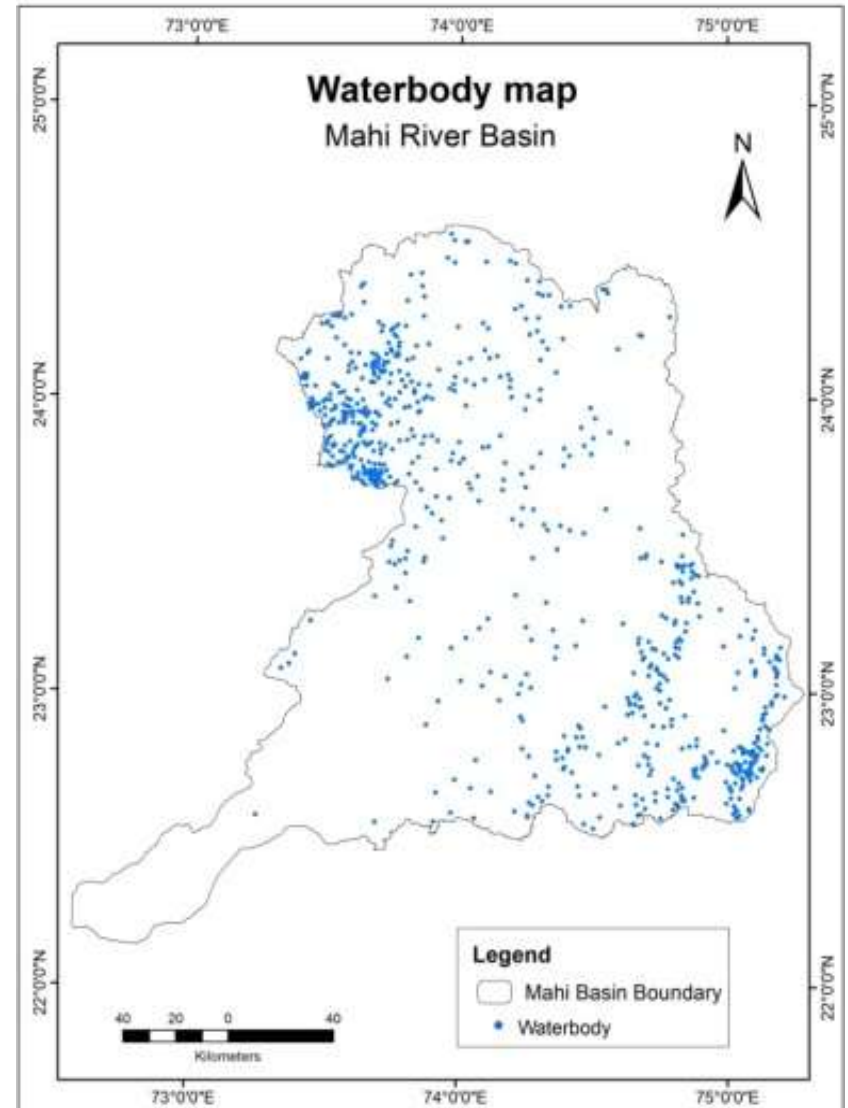 73°0'0"E 74°0'0"E 75°0'0"E
Waterbody map
Mahi River Basin
N
25°0'0"N 25°0'0"N
24°0'0"N 24°0'0"N
23°0'0"N 23°0'0"N
22°0'0"N 22°0'0"N
Legend
Mahi Basin Boundary
Waterbody
40 20 0 40
Kilometers
73°0'0"E 74°0'0"E 75°0'0"E